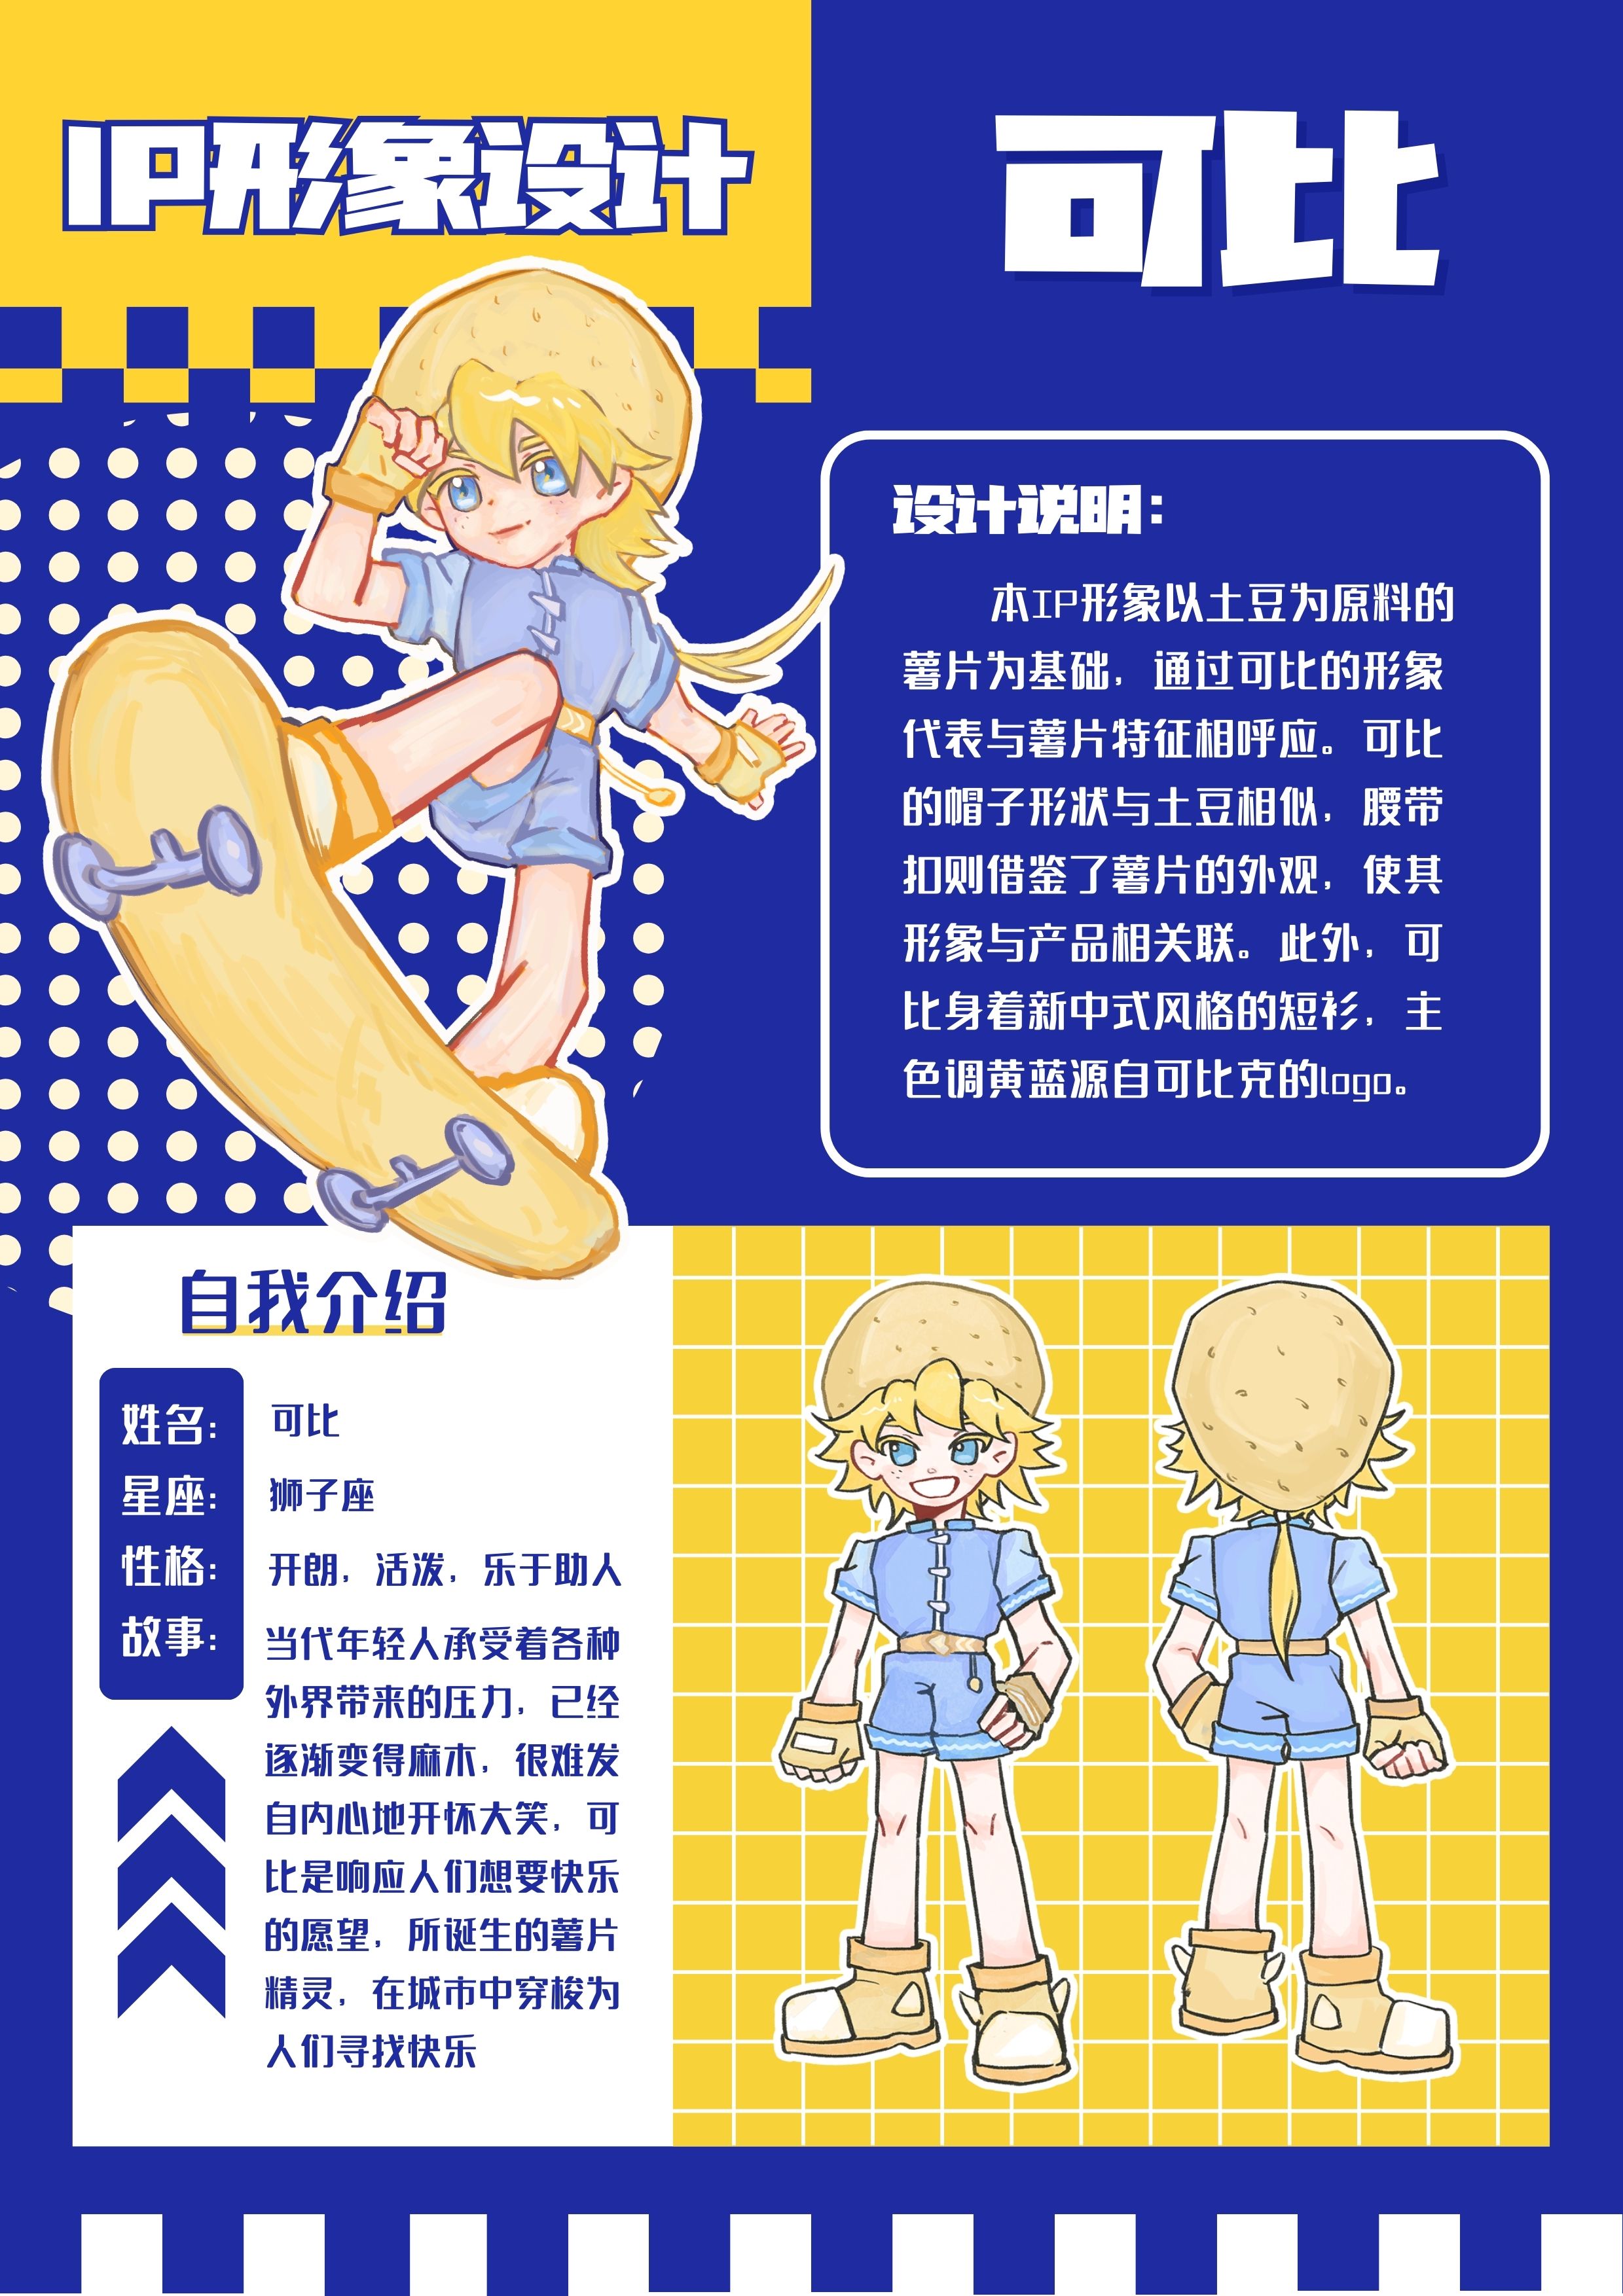 IP形象设计
可比
设计说明：
本IP形象以土豆为原料的
薯片为基础，通过可比的形象
代表与薯片特征相呼应。可比
的帽子形状与土豆相似，腰带
扣则借鉴了薯片的外观，使其
形象与产品相关联。此外，可
比身着新中式风格的短衫，主
色调黄蓝源自可比克的logo。
自我介绍
姓名： 可比
星座： 狮子座
性格： 开朗，活泼，乐于助人
故事： 当代年轻人承受着各种
外界带来的压力，已经
逐渐变得麻木，很难发
自内心地开怀大笑，可
比是响应人们想要快乐
的愿望，所诞生的薯片
精灵，在城市中穿梭为
人们寻找快乐